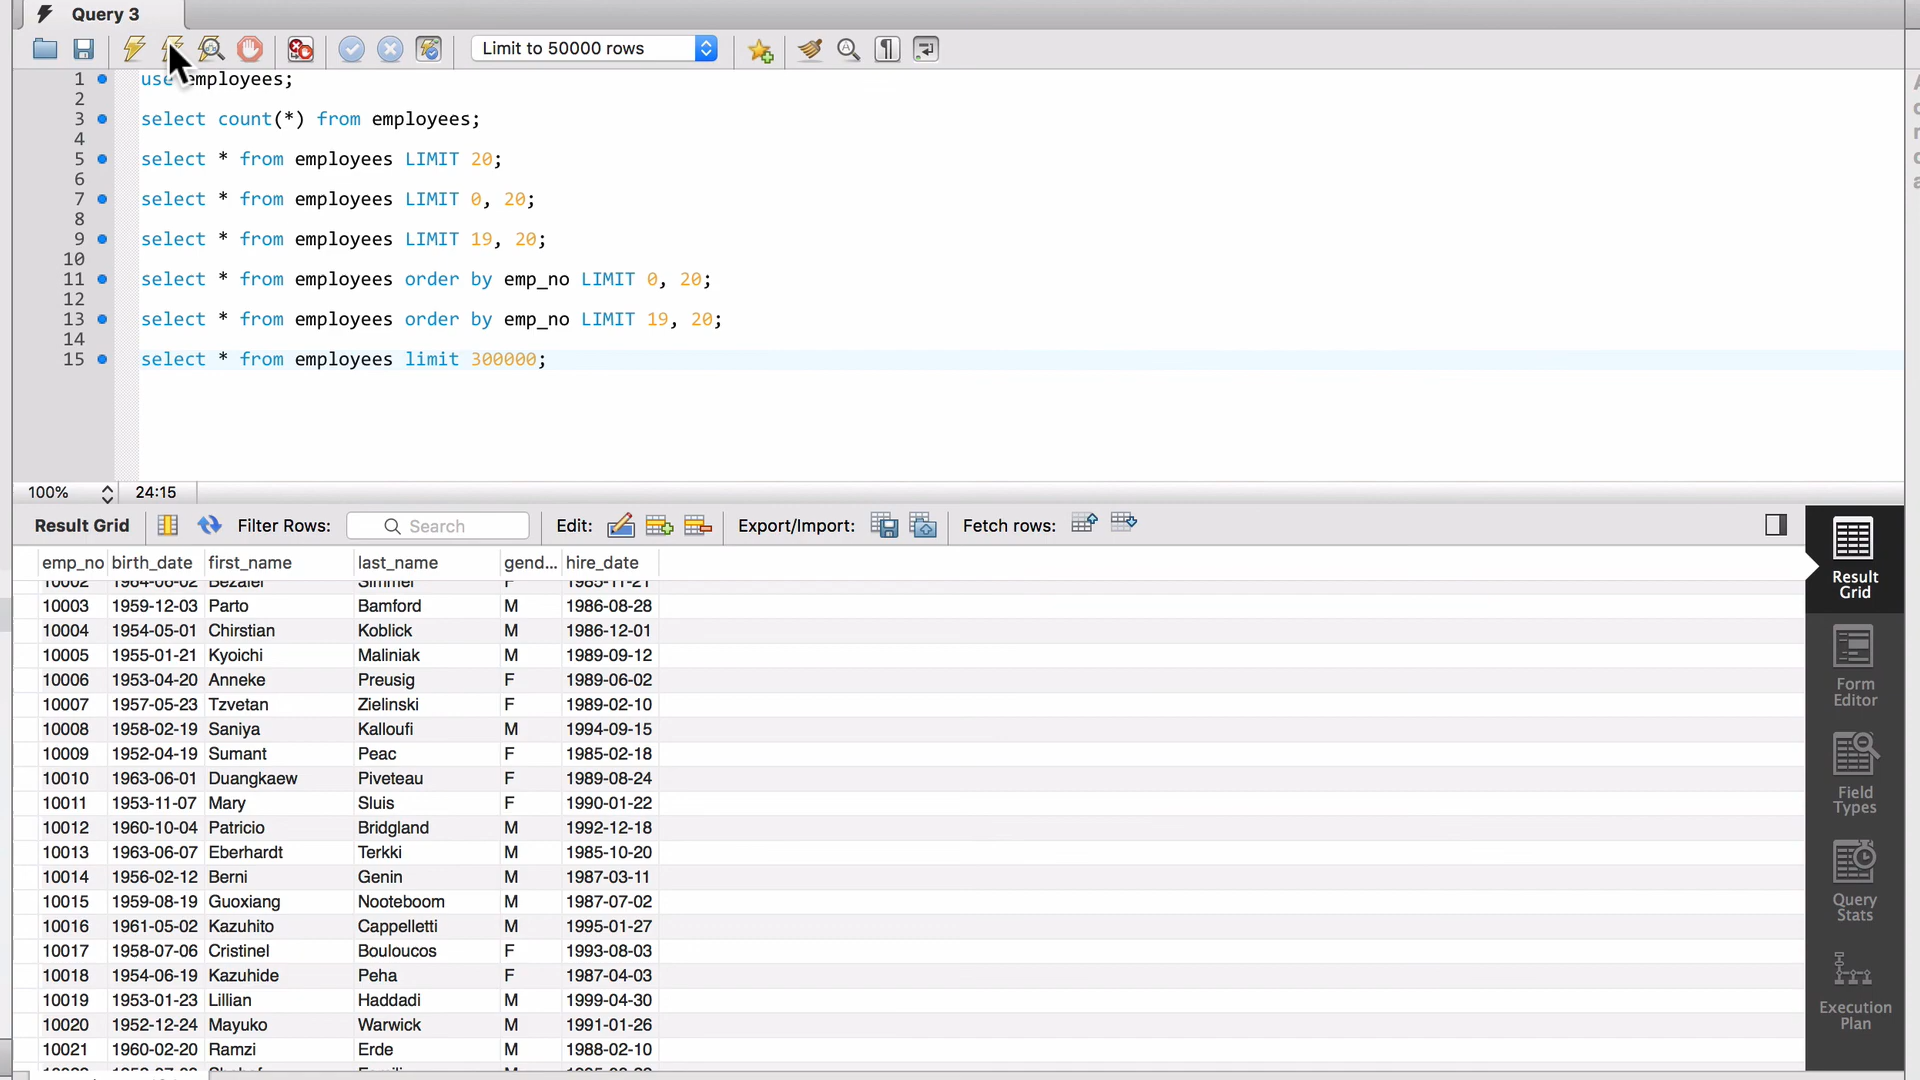 Query 3
Limit to 50000 rows
1 use employees;
2
3 select count(*) from employees;
4
5 select * from employees LIMIT 20;
6
7 select * from employees LIMIT 0, 20;
8
9 select * from employees LIMIT 19, 20;
10
11 select * from employees order by emp_no LIMIT 0, 20;
12
13 select * from employees order by emp_no LIMIT 19, 20;
14
15 select * from employees limit 300000;
100% 24:15
Result Grid Filter Rows: Search Edit: Export/Import: Fetch rows:
emp_no birth_date first_name last_name gend... hire_date
10002 1964-06-02 Bezalel Simmel F 1985-11-21
10003 1959-12-03 Parto Bamford M 1986-08-28
10004 1954-05-01 Chirstian Koblick M 1986-12-01
10005 1955-01-21 Kyoichi Maliniak M 1989-09-12
10006 1953-04-20 Anneke Preusig F 1989-06-02
10007 1957-05-23 Tzvetan Zielinski F 1989-02-10
10008 1958-02-19 Saniya Kalloufi M 1994-09-15
10009 1952-04-19 Sumant Peac F 1985-02-18
10010 1963-06-01 Duangkaew Piveteau F 1989-08-24
10011 1953-11-07 Mary Sluis F 1990-01-22
10012 1960-10-04 Patricio Bridgland M 1992-12-18
10013 1963-06-07 Eberhardt Terkki M 1985-10-20
10014 1956-02-12 Berni Genin M 1987-03-11
10015 1959-08-19 Guoxiang Nooteboom M 1987-07-02
10016 1961-05-02 Kazuhito Cappelletti M 1995-01-27
10017 1958-07-06 Cristinel Bouloucos F 1993-08-03
10018 1954-06-19 Kazuhide Peha F 1987-04-03
10019 1953-01-23 Lillian Haddadi M 1999-04-30
10020 1952-12-24 Mayuko Warwick M 1991-01-26
10021 1960-02-20 Ramzi Erde M 1988-02-10
Result
Grid
Form
Editor
Field
Types
Query
Stats
Execution
Plan